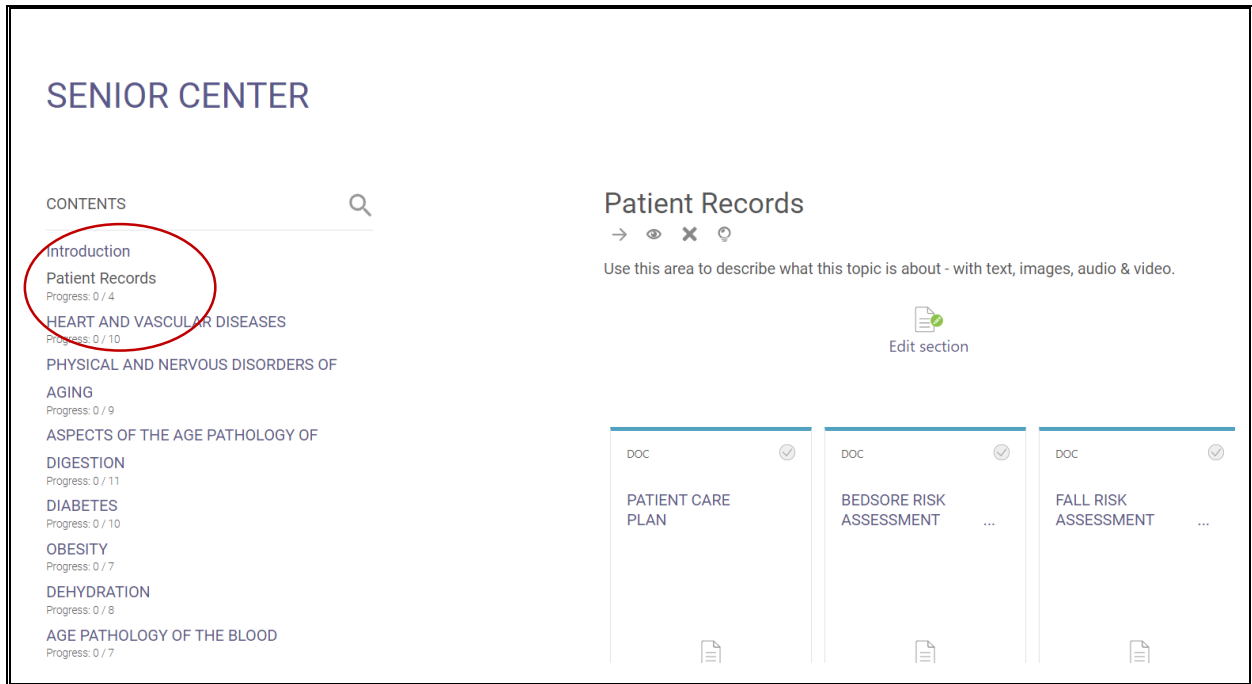 SENIOR CENTER
CONTENTS
Introduction
Patient Records
Progress: 0 / 4
HEART AND VASCULAR DISEASES
Progress: 0 / 10
PHYSICAL AND NERVOUS DISORDERS OF
AGING
Progress: 0 / 9
ASPECTS OF THE AGE PATHOLOGY OF
DIGESTION
Progress: 0 / 11
DIABETES
Progress: 0 / 10
OBESITY
Progress: 0 / 7
DEHYDRATION
Progress: 0 / 8
AGE PATHOLOGY OF THE BLOOD
Progress: 0 / 7
Patient Records
Use this area to describe what this topic is about - with text, images, audio & video.
Edit section
DOC
PATIENT CARE
PLAN
DOC
BEDSORE RISK
ASSESSMENT ...
DOC
FALL RISK
ASSESSMENT ...